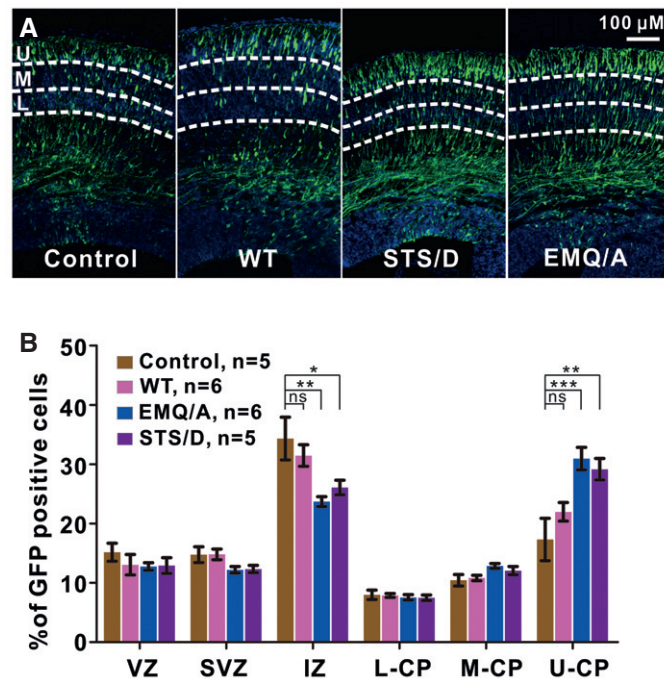 A
100 µM
U
M
L
Control
WT
STS/D
EMQ/A
B
% of GFP positive cells
50
40
30
20
10
0
Control, n=5
WT, n=6
EMQ/A, n=6
STS/D, n=5
*
**
ns
**
***
ns
VZ SVZ IZ L-CP M-CP U-CP